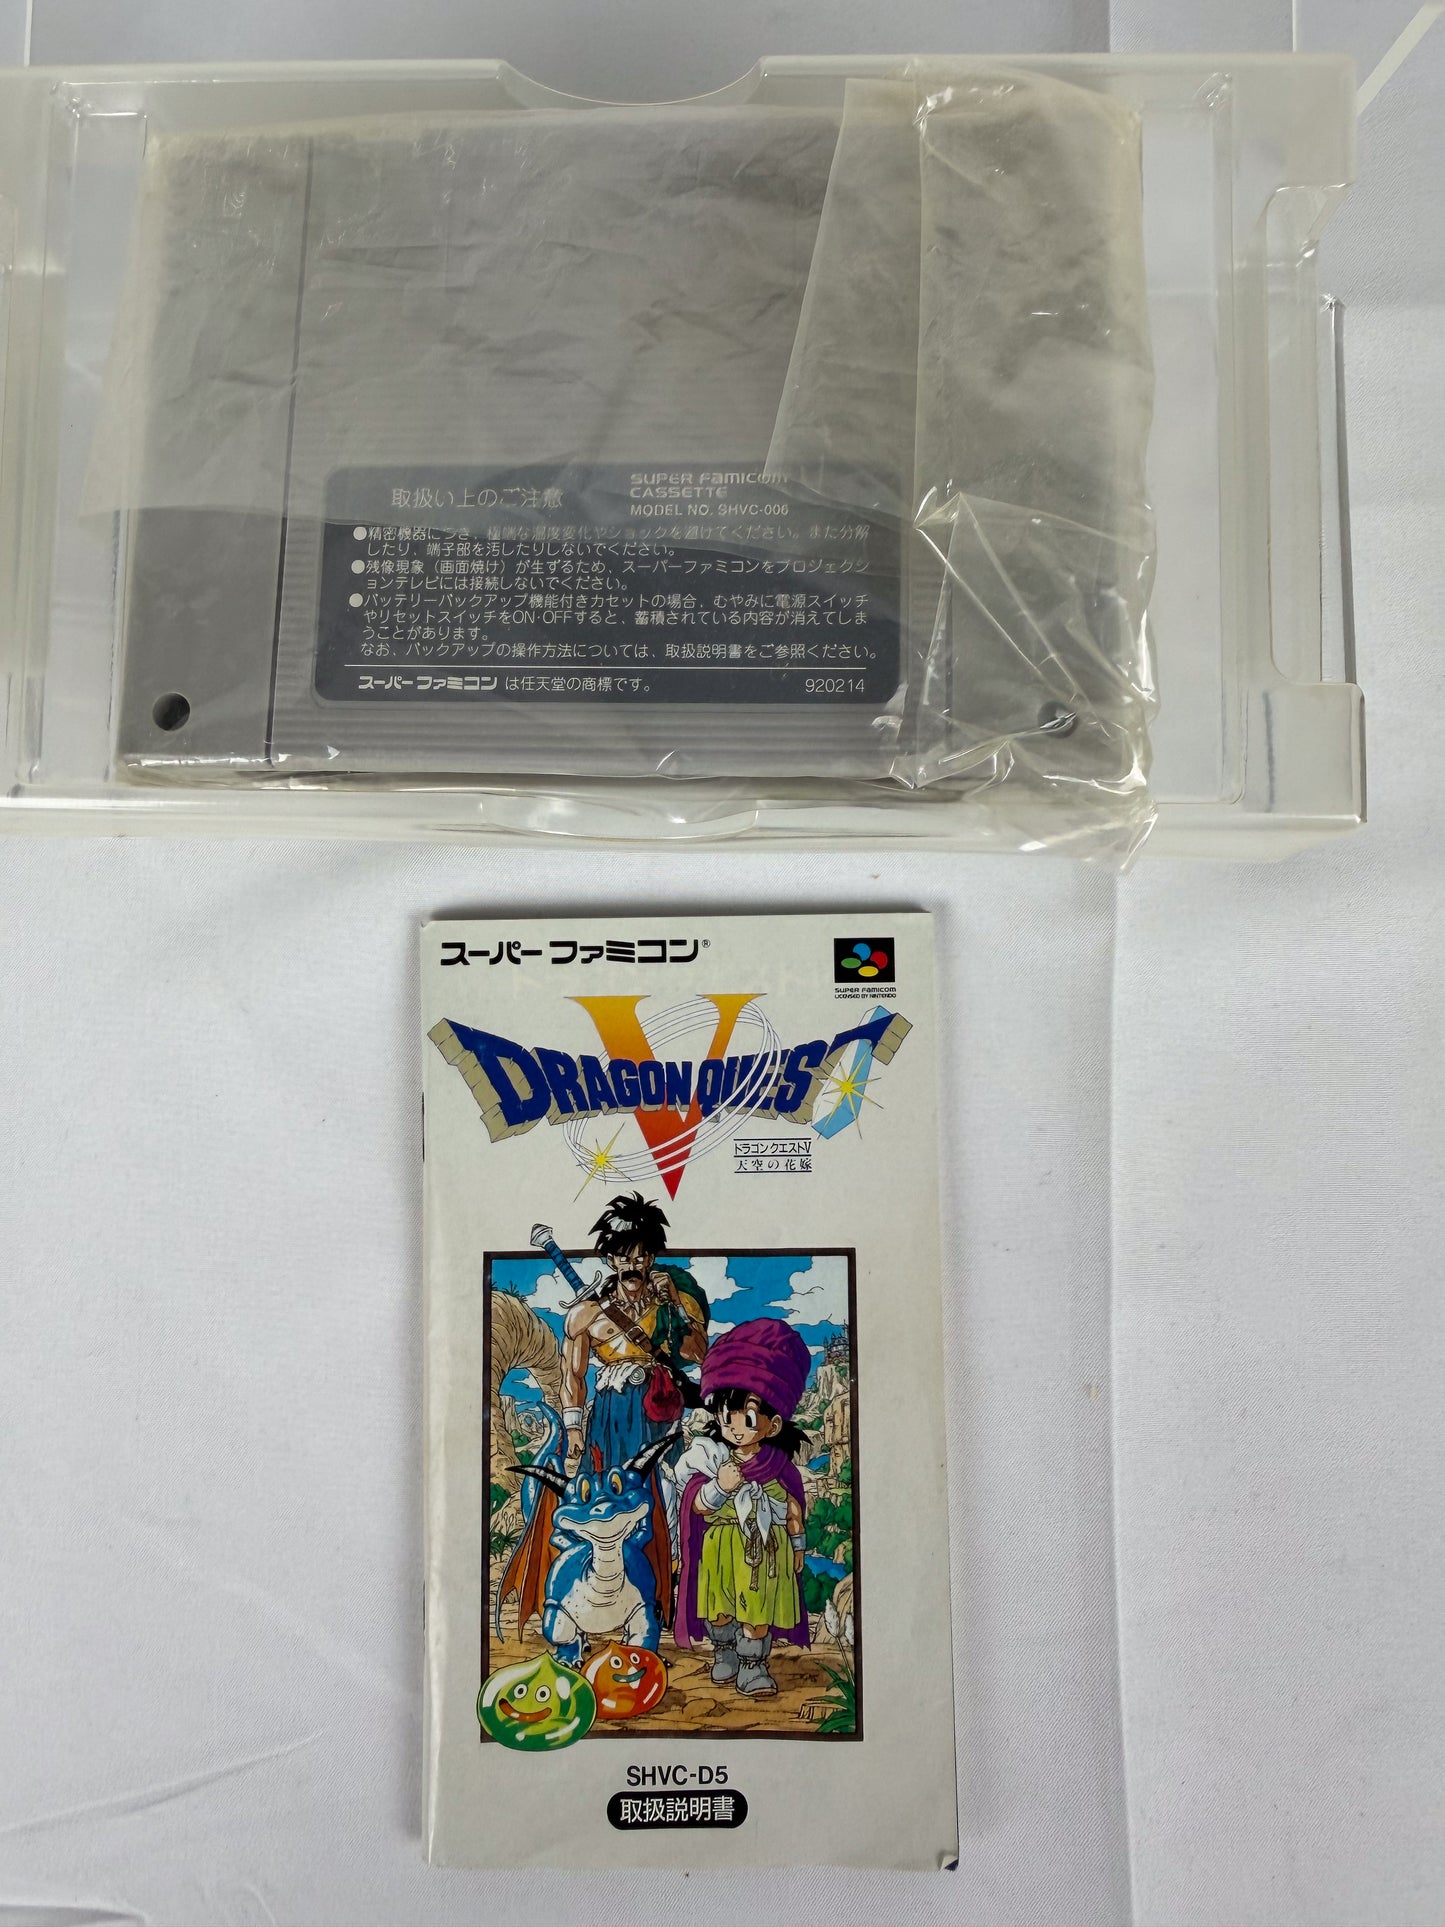 取扱い上のご注意
SUPER FAMICOM
CASSETTE
MODEL NO. SHVC-006
●精密機器につき、極端な温度変化やショックを避けてください。また分解
したり、端子部を汚したりしないでください。
●残像現象（画面焼け）が生ずるため、スーパーファミコンをプロジェクシ
ョンテレビには接続しないでください。
●バッテリーバックアップ機能付きカセットの場合、むやみに電源スイッチ
やリセットスイッチをON・OFFすると、蓄積されている内容が消えてしま
うことがあります。
なお、バックアップの操作方法については、取扱説明書をご参照ください。
スーパーファミコンは任天堂の商標です。 920214
スーパーファミコン®
SUPER FAMICOM
LICENSED BY NINTENDO
V
DRAGON QUEST
ドラゴンクエストV
天空の花嫁
SHVC-D5
取扱説明書